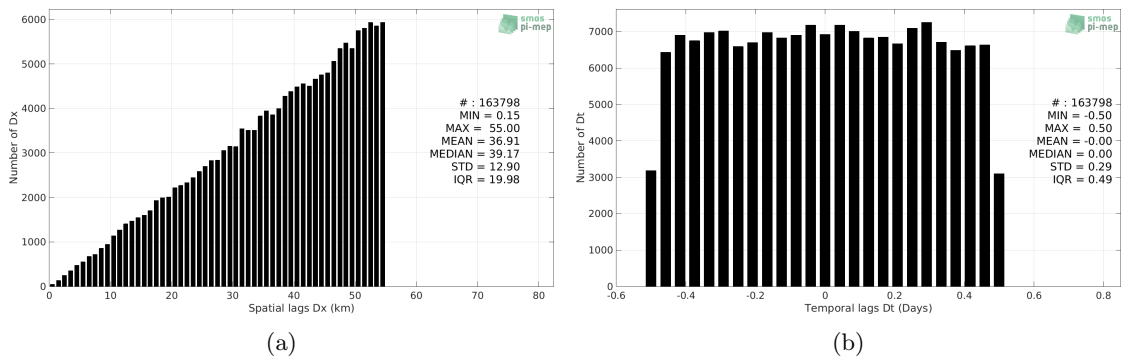 6000
5000
4000
3000
2000
1000
0
Number of Dx
0 10 20 30 40 50 60 70 80
Spatial lags Dx (km)
smos
pi-mep
# : 163798
MIN = 0.15
MAX = 55.00
MEAN = 36.91
MEDIAN = 39.17
STD = 12.90
IQR = 19.98
(a)
7000
6000
5000
4000
3000
2000
1000
0
Number of Dt
-0.6 -0.4 -0.2 0 0.2 0.4 0.6 0.8
Temporal lags Dt (Days)
smos
pi-mep
# : 163798
MIN = -0.50
MAX = 0.50
MEAN = -0.00
MEDIAN = 0.00
STD = 0.29
IQR = 0.49
(b)